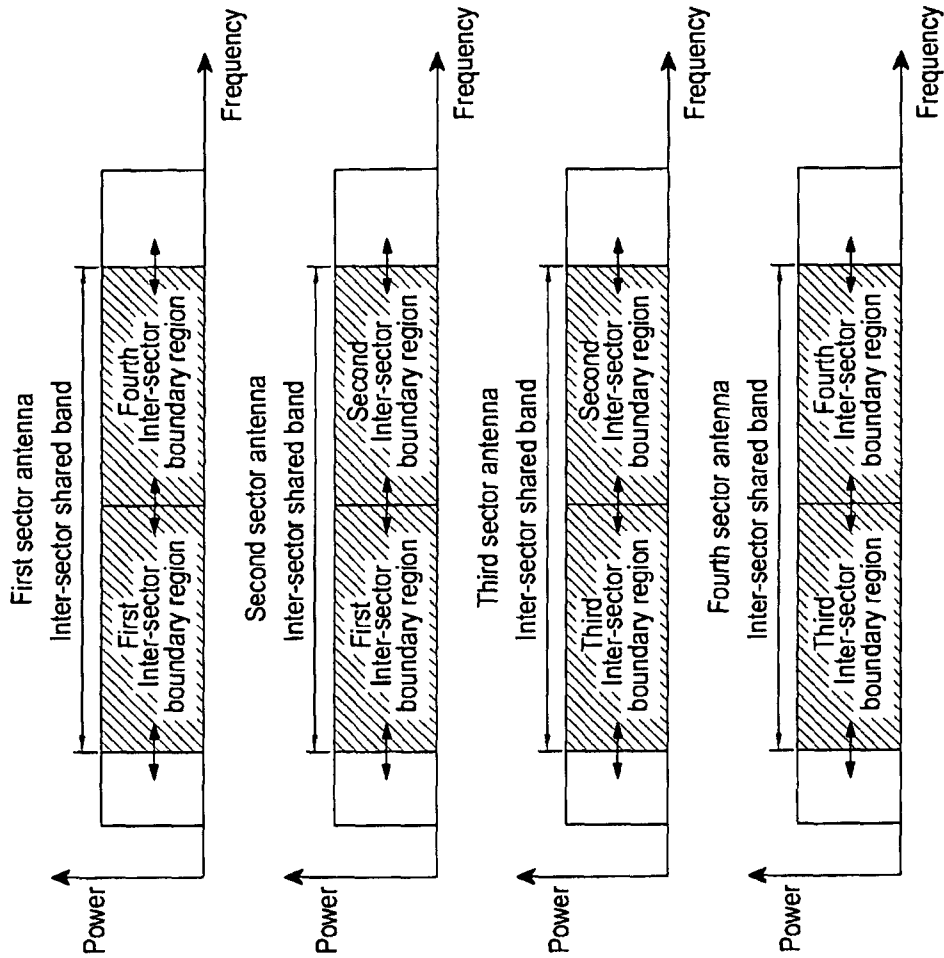 First sector antenna
Inter-sector shared band
Power
First
Inter-sector
boundary region
Fourth
Inter-sector
boundary region
Frequency
Second sector antenna
Inter-sector shared band
Power
First
Inter-sector
boundary region
Second
Inter-sector
boundary region
Frequency
Third sector antenna
Inter-sector shared band
Power
Third
Inter-sector
boundary region
Second
Inter-sector
boundary region
Frequency
Fourth sector antenna
Inter-sector shared band
Power
Third
Inter-sector
boundary region
Fourth
Inter-sector
boundary region
Frequency